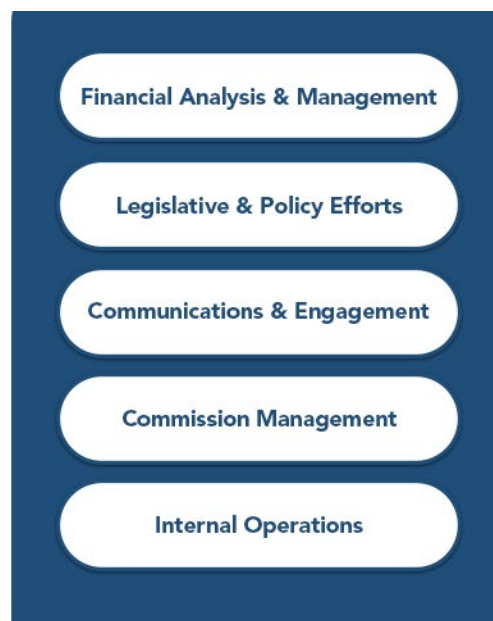 Financial Analysis & Management
Legislative & Policy Efforts
Communications & Engagement
Commission Management
Internal Operations